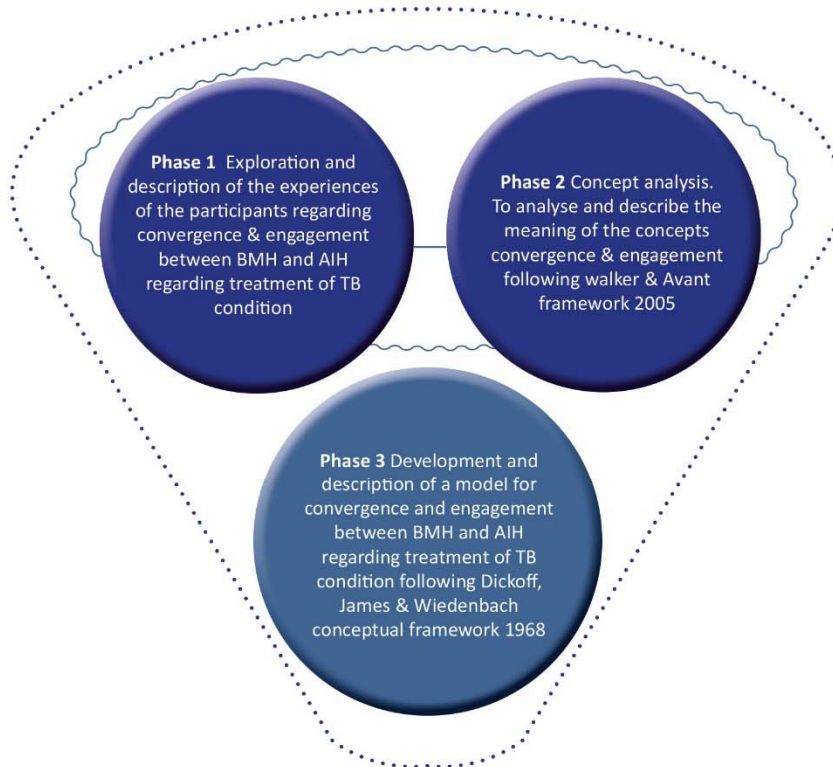 Phase 1 Exploration and
description of the experiences
of the participants regarding
convergence & engagement
between BMH and AIH
regarding treatment of TB
condition
Phase 2 Concept analysis.
To analyse and describe the
meaning of the concepts
convergence & engagement
following walker & Avant
framework 2005
Phase 3 Development and
description of a model for
convergence and engagement
between BMH and AIH
regarding treatment of TB
condition following Dickoff,
James & Wiedenbach
conceptual framework 1968